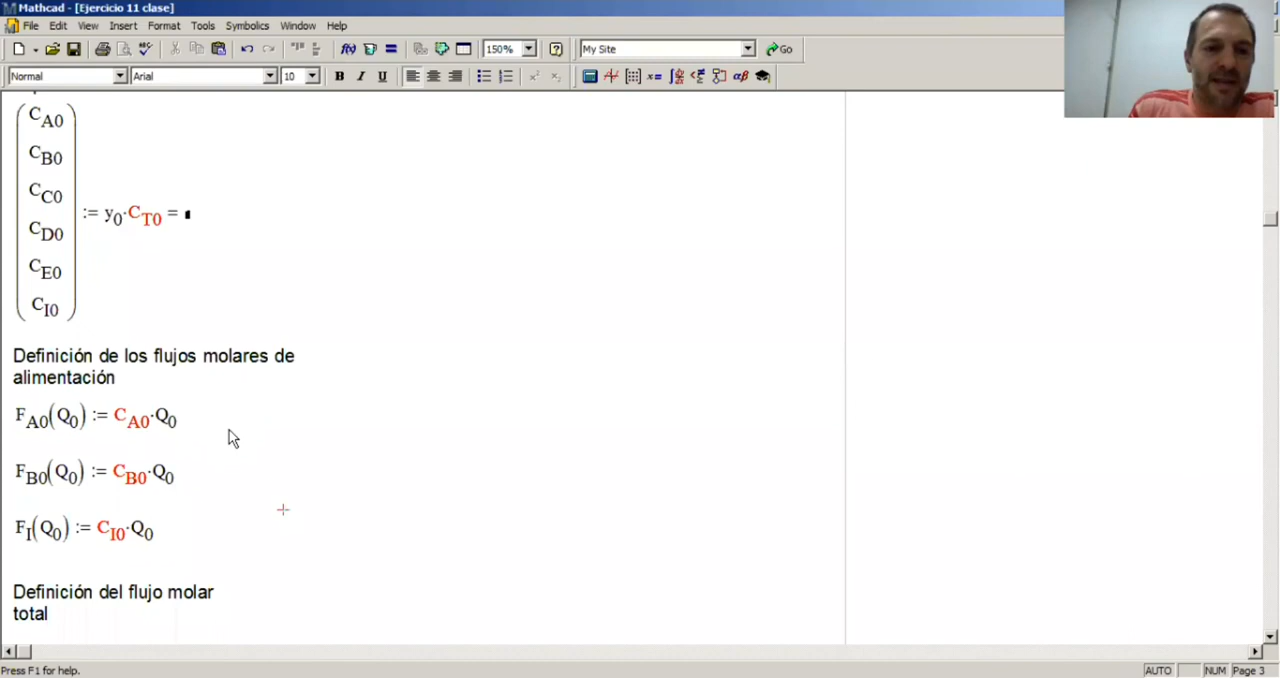 Mathcad - [Ejercicio 11 clase]
File Edit View Insert Format Tools Symbolics Window Help
150% My Site Go
Normal Arial 10 B I U
C_A0
C_B0
C_C0
C_D0
C_E0
C_I0
:= y_0·C_T0 =
Definición de los flujos molares de
alimentación
F_A0(Q_0) := C_A0·Q_0
F_B0(Q_0) := C_B0·Q_0
F_I(Q_0) := C_I0·Q_0
Definición del flujo molar
total
Press F1 for help. AUTO NUM Page 3